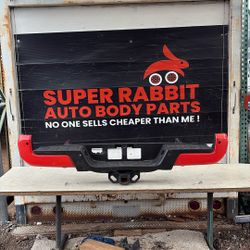 SUPER RABBIT
AUTO BODY PARTS
NO ONE SELLS CHEAPER THAN ME !